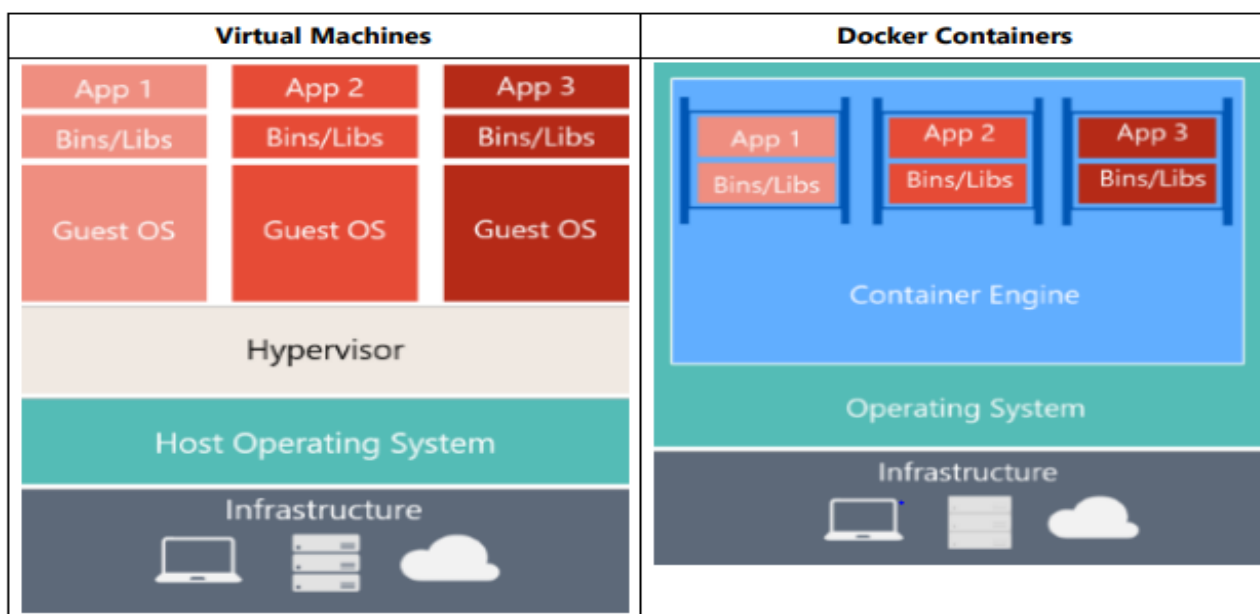 Virtual Machines
Docker Containers
App 1 App 2 App 3
Bins/Libs Bins/Libs Bins/Libs
Guest OS Guest OS Guest OS
Hypervisor
Host Operating System
Infrastructure
App 1 App 2 App 3
Bins/Libs Bins/Libs Bins/Libs
Container Engine
Operating System
Infrastructure